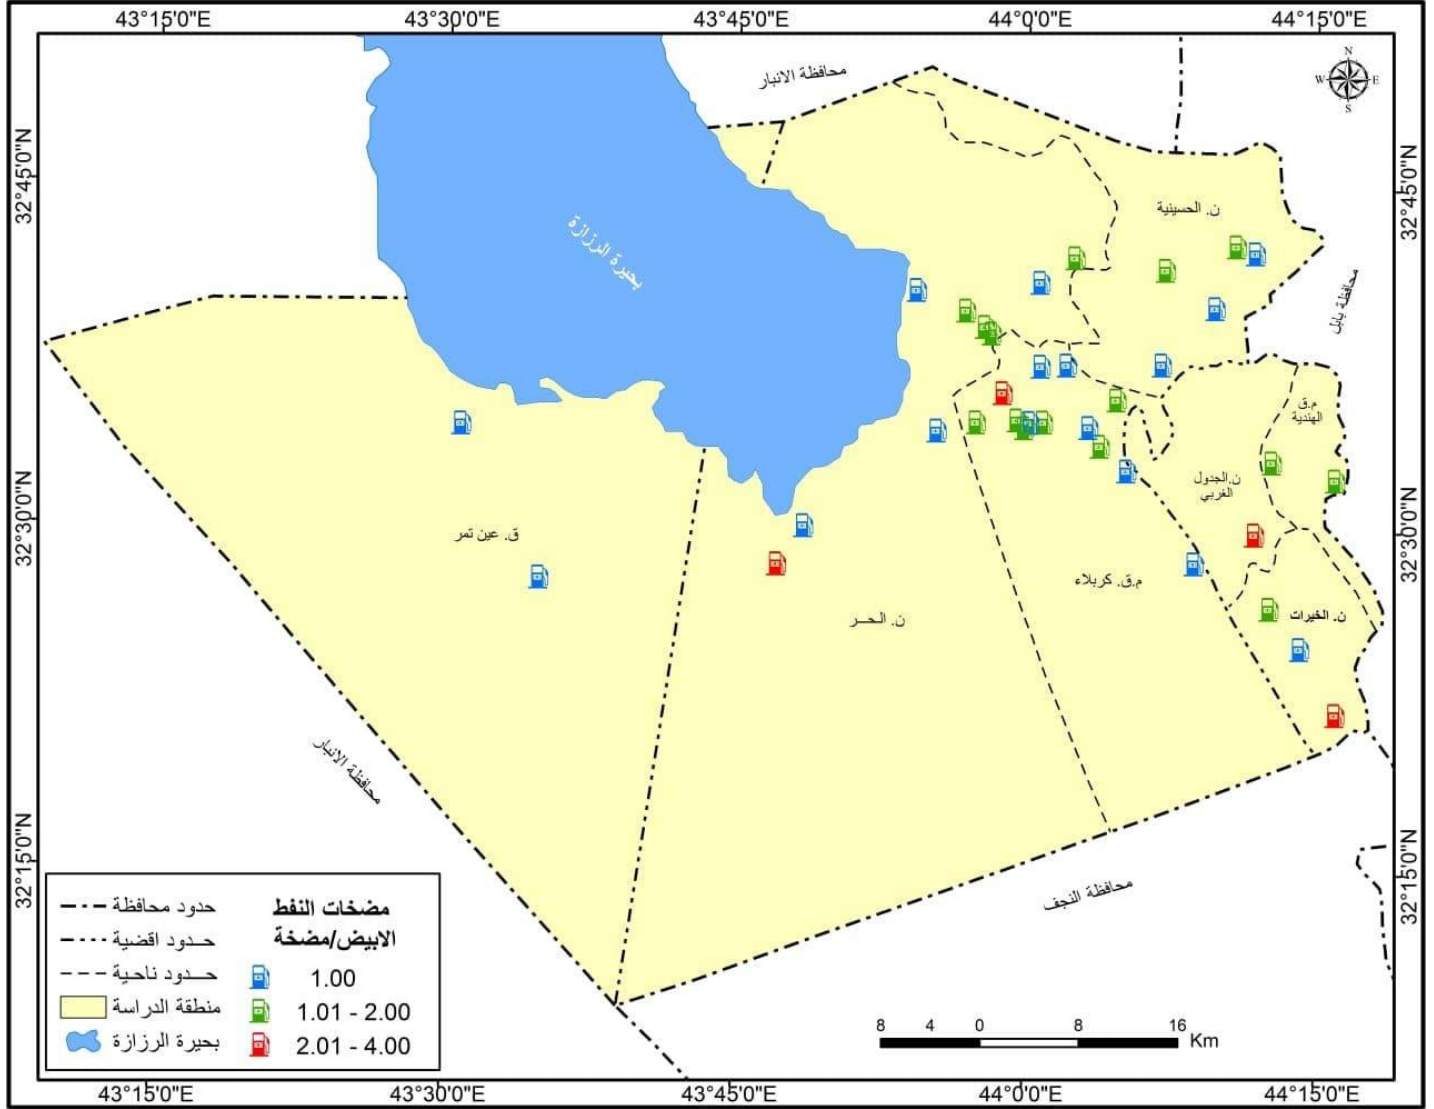 43°15'0"E
43°30'0"E
43°45'0"E
44°0'0"E
44°15'0"E
محافظة الانبار
N
W
E
S
32°45'0"N
32°45'0"N
ن. الحسينية
بحيرة الرزازة
محافظة بابل
م.ق
الهندية
ن.الجدول
الغربي
32°30'0"N
32°30'0"N
ق. عين تمر
م.ق. كربلاء
ن. الحــر
ن. الخيرات
محافظة الانبار
محافظة النجف
32°15'0"N
32°15'0"N
مضخات النفط
الابيض/مضخة
1.00
1.01 - 2.00
2.01 - 4.00
حدود محافظة
حــدود اقضية
حــدود ناحية
منطقة الدراسة
بحيرة الرزازة
8 4 0 8 16
Km
43°15'0"E
43°30'0"E
43°45'0"E
44°0'0"E
44°15'0"E